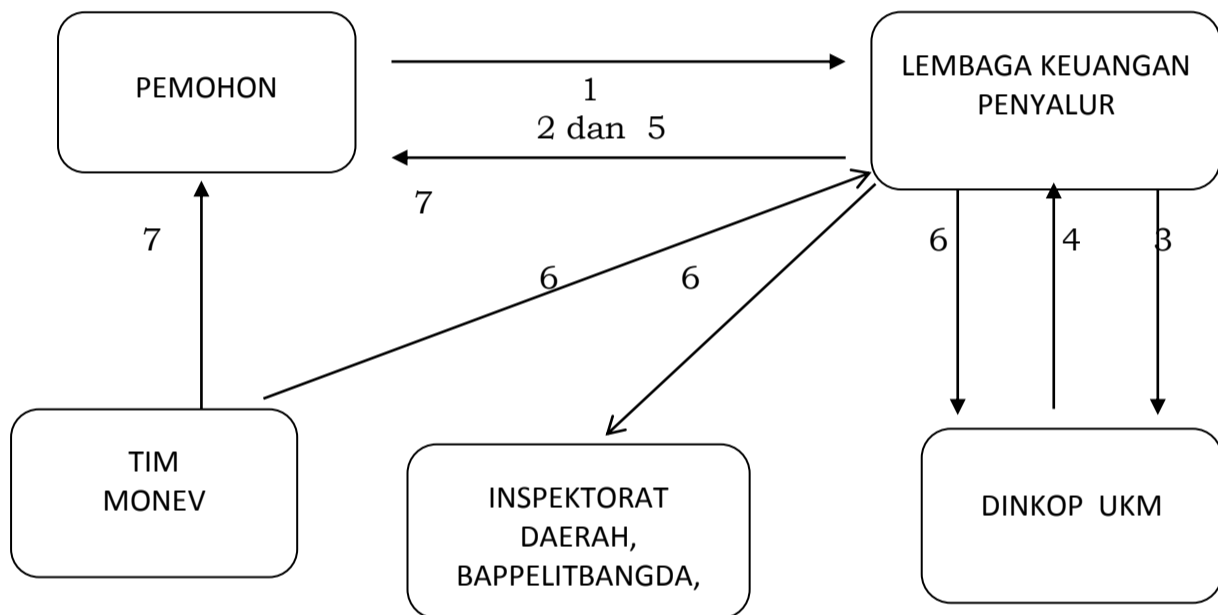 PEMOHON
LEMBAGA KEUANGAN
PENYALUR
1
2 dan 5
7
7
6
4
3
6
6
TIM
MONEV
INSPEKTORAT
DAERAH,
BAPPELITBANGDA,
DINKOP UKM